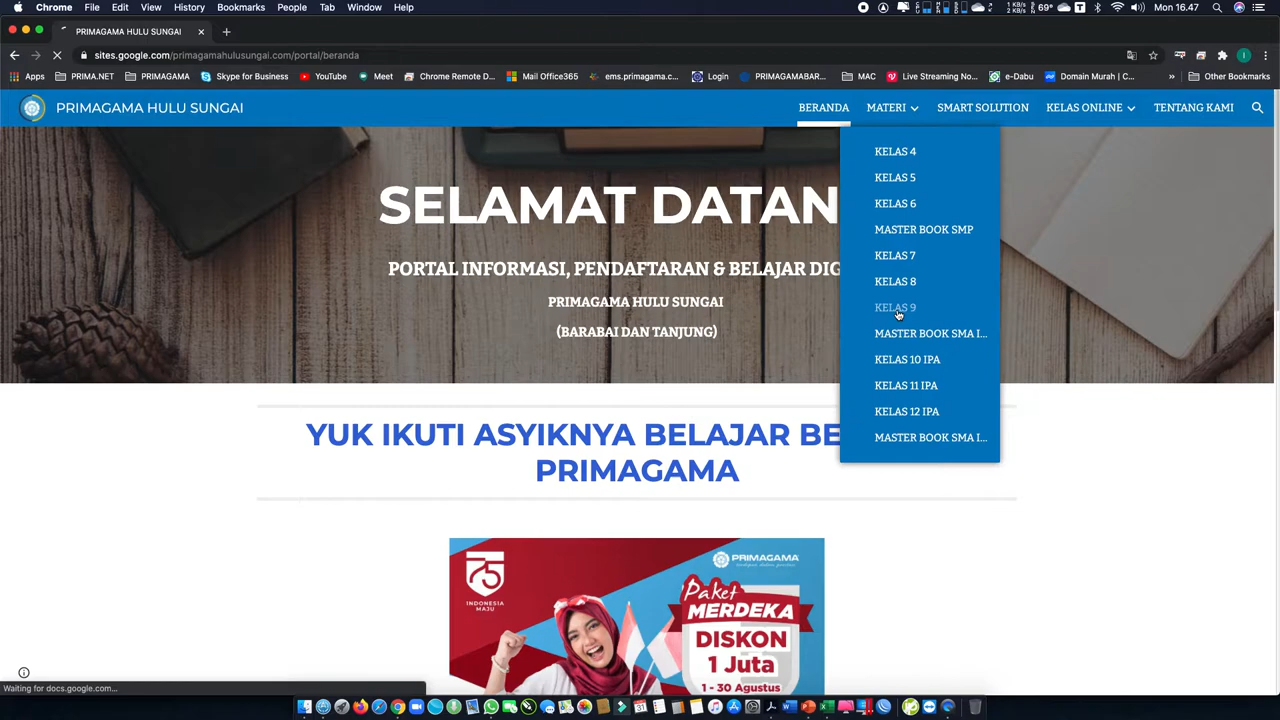 Chrome File Edit View History Bookmarks People Tab Window Help
1 KB/s
2 KB/s
69° Mon 16.47
PRIMAGAMA HULU SUNGAI
sites.google.com/primagamahulusungai.com/portal/beranda
Apps PRIMA.NET PRIMAGAMA Skype for Business YouTube Meet Chrome Remote D... Mail Office365 ems.primagama.c... Login PRIMAGAMABAR... MAC Live Streaming No... e-Dabu Domain Murah | C... » Other Bookmarks
PRIMAGAMA HULU SUNGAI
BERANDA MATERI SMART SOLUTION KELAS ONLINE TENTANG KAMI
KELAS 4
KELAS 5
KELAS 6
MASTER BOOK SMP
KELAS 7
KELAS 8
KELAS 9
MASTER BOOK SMA I...
KELAS 10 IPA
KELAS 11 IPA
KELAS 12 IPA
MASTER BOOK SMA I...
SELAMAT DATAN
PORTAL INFORMASI, PENDAFTARAN & BELAJAR DIG
PRIMAGAMA HULU SUNGAI
(BARABAI DAN TANJUNG)
YUK IKUTI ASYIKNYA BELAJAR BE
PRIMAGAMA
75
INDONESIA
MAJU
PRIMAGAMA
Paket
MERDEKA
DISKON
1 Juta
1 - 30 Agustus
Waiting for docs.google.com...